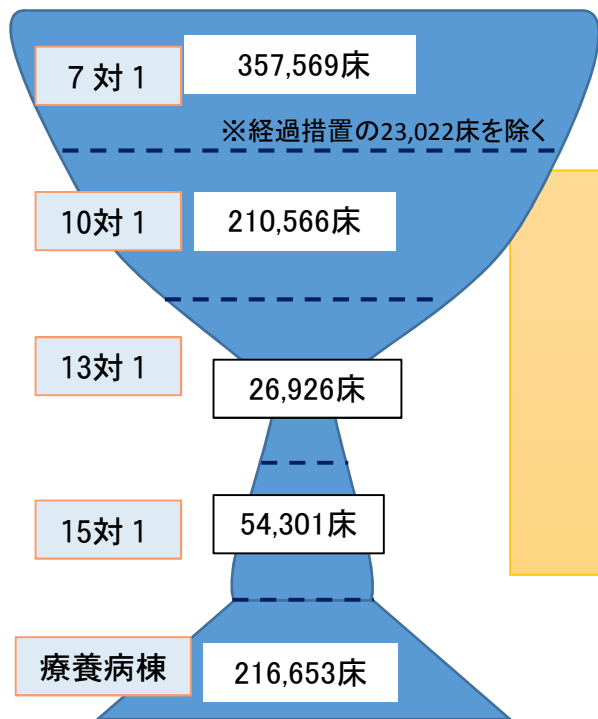 ７対１
357,569床
※経過措置の23,022床を除く
10対１
210,566床
13対１
26,926床
15対１
54,301床
療養病棟
216,653床